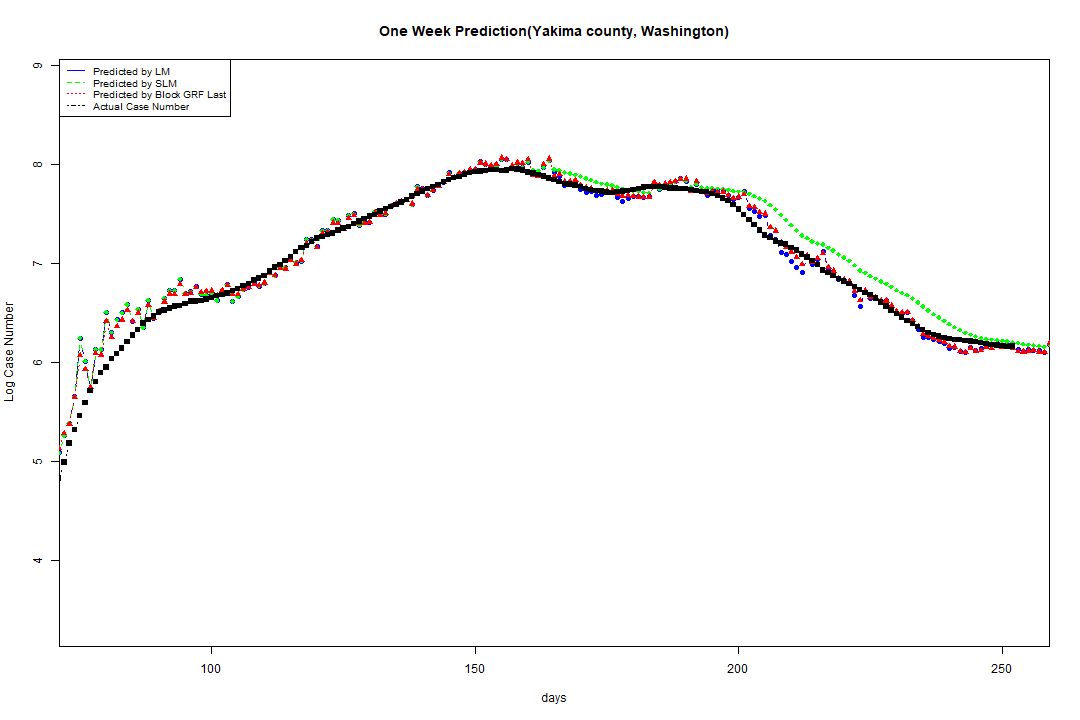 One Week Prediction(Yakima county, Washington)
Predicted by LM
Predicted by SLM
Predicted by Block GRF Last
Actual Case Number
9
8
7
6
5
4
Log Case Number
100 150 200 250
days